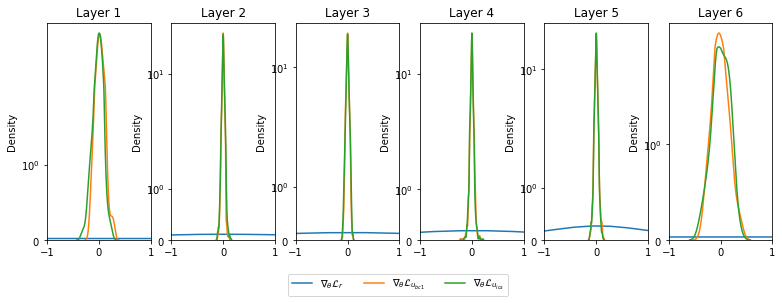 Layer 1 Layer 2 Layer 3 Layer 4 Layer 5 Layer 6
Density Density Density Density Density Density
10⁰ 10¹ 10¹ 10¹ 10¹ 10⁰
10⁰ 10⁰ 10⁰ 10⁰
0 0 0 0 0 0
−1 0 1 −1 0 1 −1 0 1 −1 0 1 −1 0 1 −1 0 1
∇θℒr ∇θℒu_bc1 ∇θℒu_ics